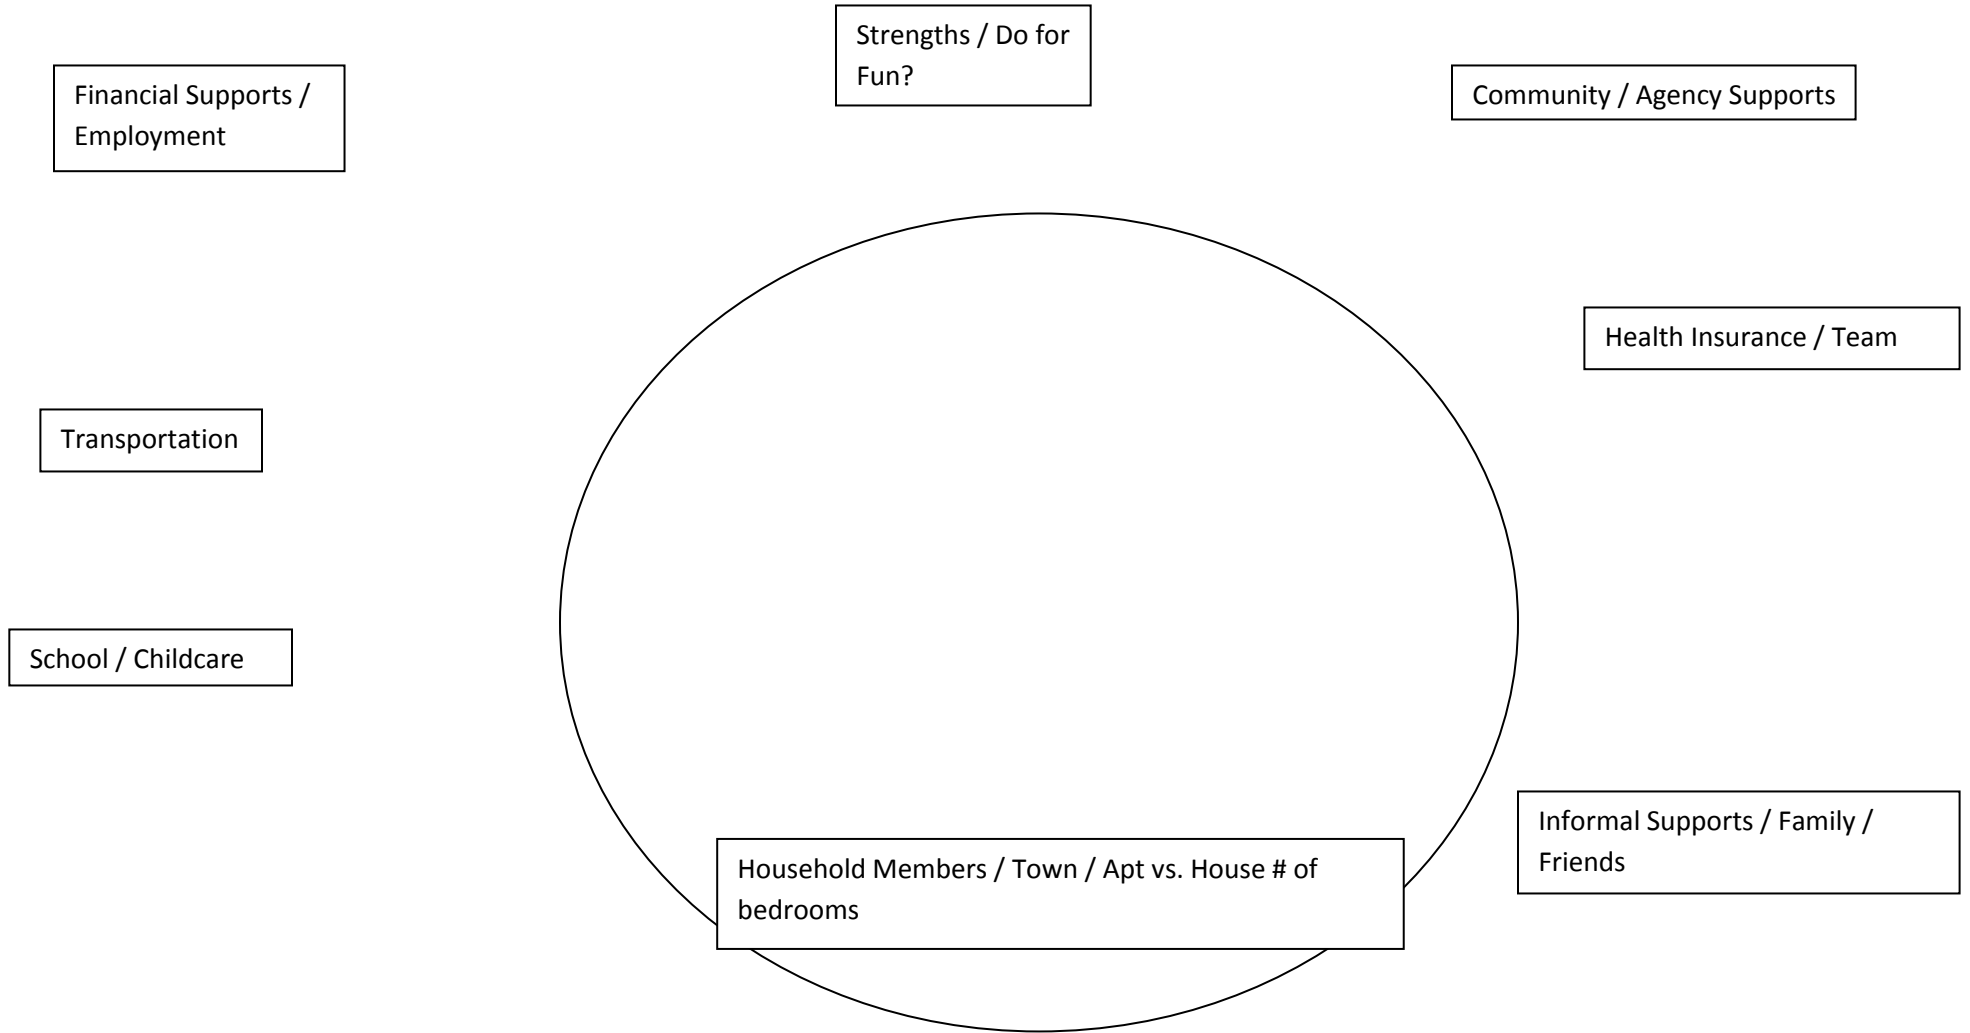 Strengths / Do for
Fun?
Financial Supports /
Employment
Community / Agency Supports
Health Insurance / Team
Transportation
School / Childcare
Informal Supports / Family /
Friends
Household Members / Town / Apt vs. House # of
bedrooms